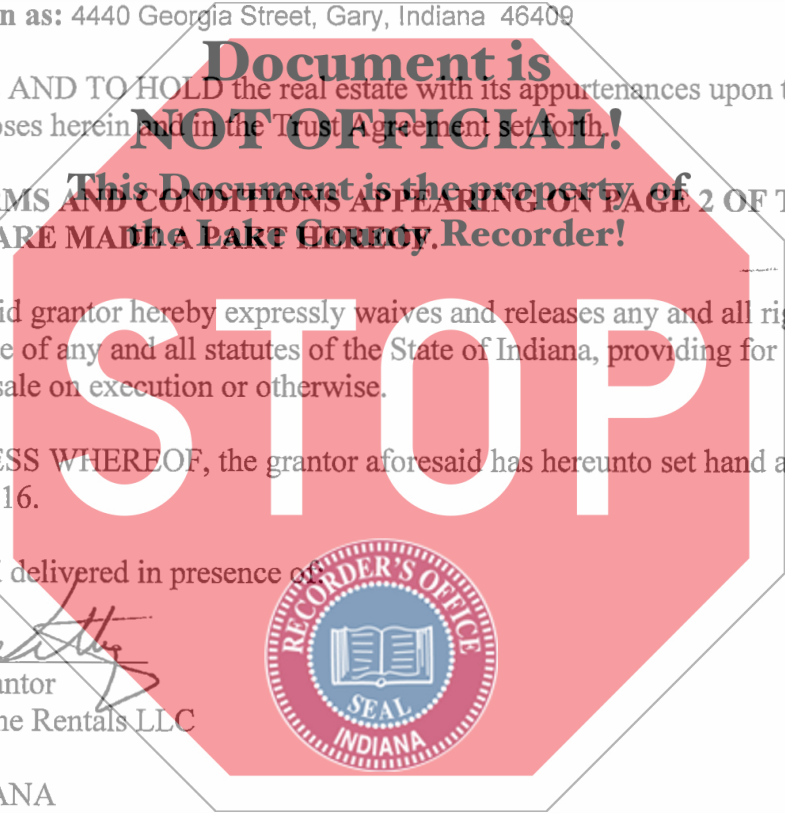 n as: 4440 Georgia Street, Gary, Indiana 46409
Document is
AND TO HOLD the real estate with its appurtenances upon t
NOT OFFICIAL!
oses herein and in the Trust Agreement set forth.
This Document is the property of
RMS AND CONDITIONS APPEARING ON PAGE 2 OF T
the Lake County Recorder!
ARE MADE A PART HEREOF.
id grantor hereby expressly waives and releases any and all rig
e of any and all statutes of the State of Indiana, providing for
sale on execution or otherwise.
STOP
ESS WHEREOF, the grantor aforesaid has hereunto set hand a
16.
delivered in presence of:
RECORDER'S OFFICE
SEAL
INDIANA
antor
ne Rentals LLC
ANA